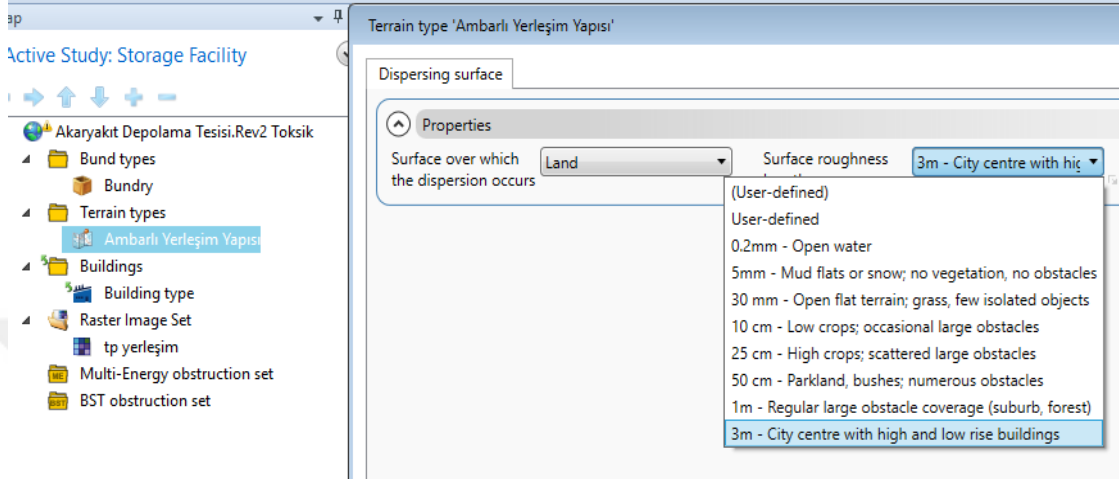 ap
Active Study: Storage Facility
Akaryakıt Depolama Tesisi.Rev2 Toksik
Bund types
Bundry
Terrain types
Ambarlı Yerleşim Yapısı
Buildings
Building type
Raster Image Set
tp yerleşim
Multi-Energy obstruction set
BST obstruction set
Terrain type 'Ambarlı Yerleşim Yapısı'
Dispersing surface
Properties
Surface over which
the dispersion occurs
Land
Surface roughness
3m - City centre with hig
(User-defined)
User-defined
0.2mm - Open water
5mm - Mud flats or snow; no vegetation, no obstacles
30 mm - Open flat terrain; grass, few isolated objects
10 cm - Low crops; occasional large obstacles
25 cm - High crops; scattered large obstacles
50 cm - Parkland, bushes; numerous obstacles
1m - Regular large obstacle coverage (suburb, forest)
3m - City centre with high and low rise buildings